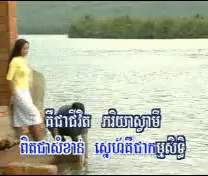 គឺជាជីវិត ភរិយាស្វាមី
ពិតជាសំខាន់ ស្នេហ៍គឺជាកម្មសិទ្ធិ